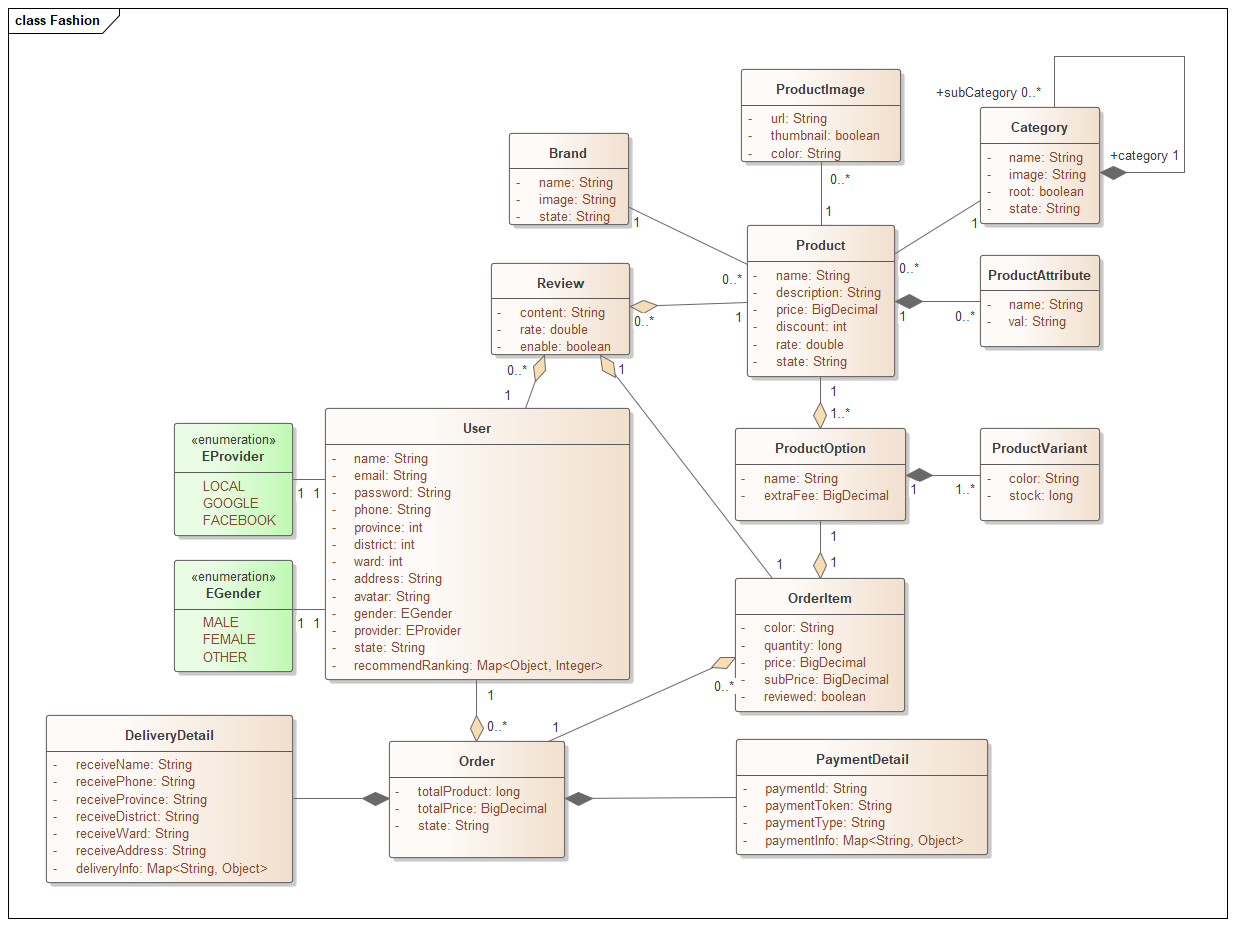 class Fashion
ProductImage
- url: String
- thumbnail: boolean
- color: String
+subCategory 0..*
Category
- name: String
- image: String
- root: boolean
- state: String
+category 1
Brand
- name: String
- image: String
- state: String
1
0..*
0..*
1
1
0..*
Product
- name: String
- description: String
- price: BigDecimal
- discount: int
- rate: double
- state: String
ProductAttribute
- name: String
- val: String
1
0..*
Review
- content: String
- rate: double
- enable: boolean
0..*
1
0..*
1
1
1
1
1..*
«enumeration»
EProvider
LOCAL
GOOGLE
FACEBOOK
1 1
User
- name: String
- email: String
- password: String
- phone: String
- province: int
- district: int
- ward: int
- address: String
- avatar: String
- gender: EGender
- provider: EProvider
- state: String
- recommendRanking: Map<Object, Integer>
ProductOption
- name: String
- extraFee: BigDecimal
1
1..*
ProductVariant
- color: String
- stock: long
1
1
«enumeration»
EGender
MALE
FEMALE
OTHER
1 1
OrderItem
- color: String
- quantity: long
- price: BigDecimal
- subPrice: BigDecimal
- reviewed: boolean
0..*
1
1
0..*
DeliveryDetail
- receiveName: String
- receivePhone: String
- receiveProvince: String
- receiveDistrict: String
- receiveWard: String
- receiveAddress: String
- deliveryInfo: Map<String, Object>
Order
- totalProduct: long
- totalPrice: BigDecimal
- state: String
PaymentDetail
- paymentId: String
- paymentToken: String
- paymentType: String
- paymentInfo: Map<String, Object>